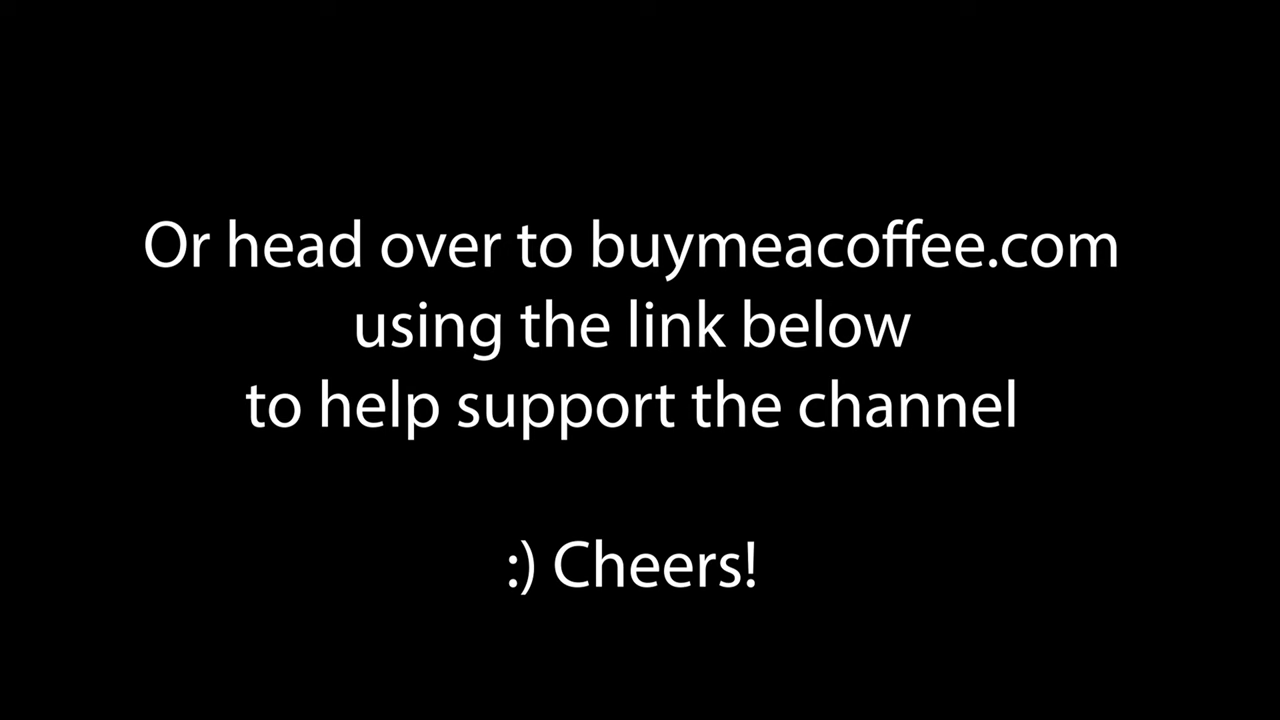 Or head over to buymeacoffee.com
using the link below
to help support the channel
:) Cheers!